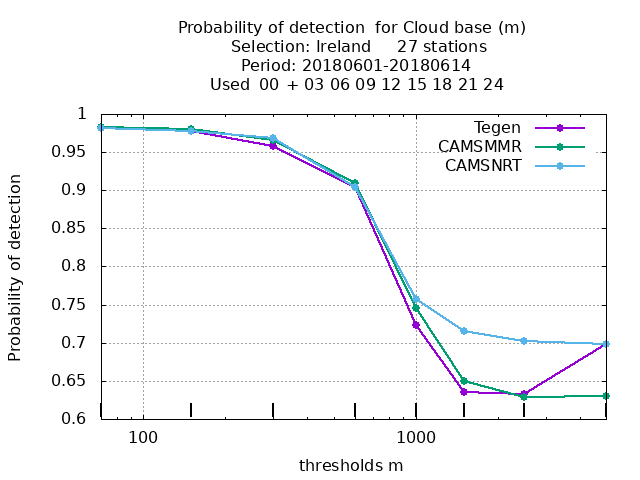 Probability of detection  for Cloud base (m)
Selection: Ireland     27 stations
Period: 20180601-20180614
Used  00 + 03 06 09 12 15 18 21 24
Tegen
CAMSMMR
CAMSNRT
Probability of detection
1
0.95
0.9
0.85
0.8
0.75
0.7
0.65
0.6
100
1000
thresholds m